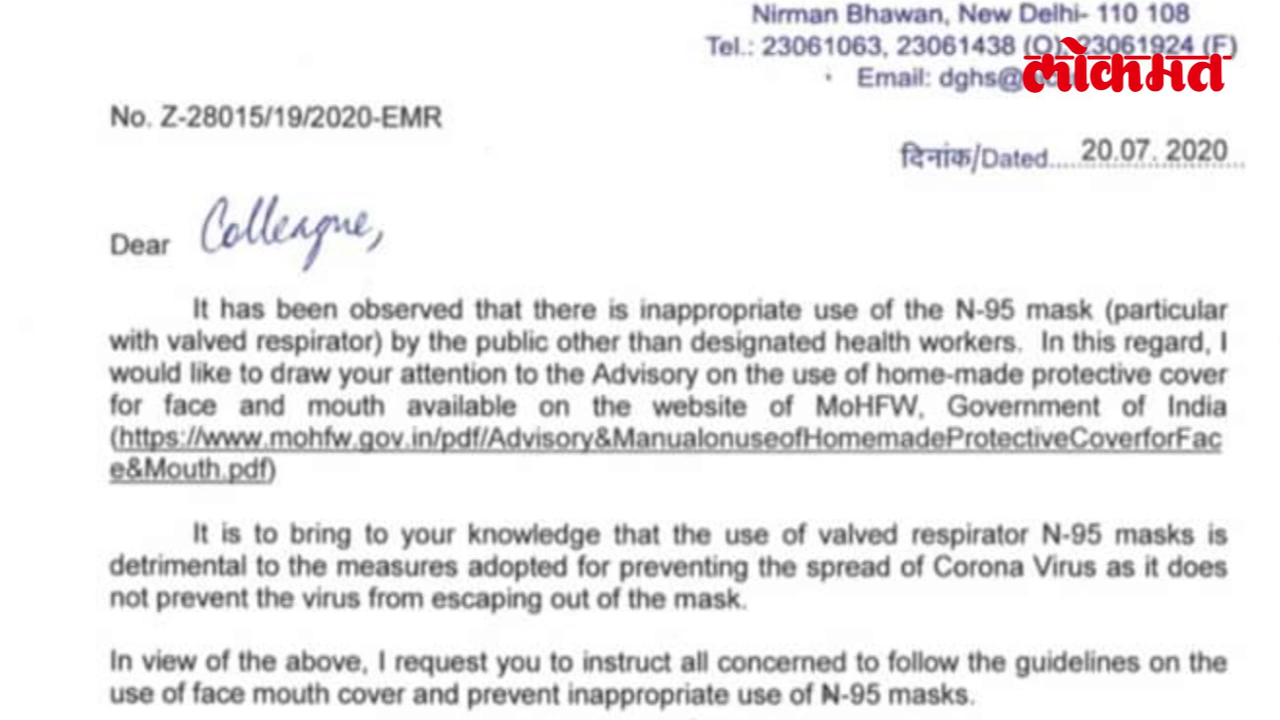 Nirman Bhawan, New Delhi- 110 108
Tel.: 23061063, 23061438 (O), 23061924 (F)
Email: dghs@
लोकमत
No. Z-28015/19/2020-EMR
दिनांक/Dated.... 20.07. 2020
Dear Colleague,
It has been observed that there is inappropriate use of the N-95 mask (particular
with valved respirator) by the public other than designated health workers. In this regard, I
would like to draw your attention to the Advisory on the use of home-made protective cover
for face and mouth available on the website of MoHFW, Government of India
(https://www.mohfw.gov.in/pdf/Advisory&ManualonuseofHomemadeProtectiveCoverforFac
e&Mouth.pdf)
It is to bring to your knowledge that the use of valved respirator N-95 masks is
detrimental to the measures adopted for preventing the spread of Corona Virus as it does
not prevent the virus from escaping out of the mask.
In view of the above, I request you to instruct all concerned to follow the guidelines on the
use of face mouth cover and prevent inappropriate use of N-95 masks.